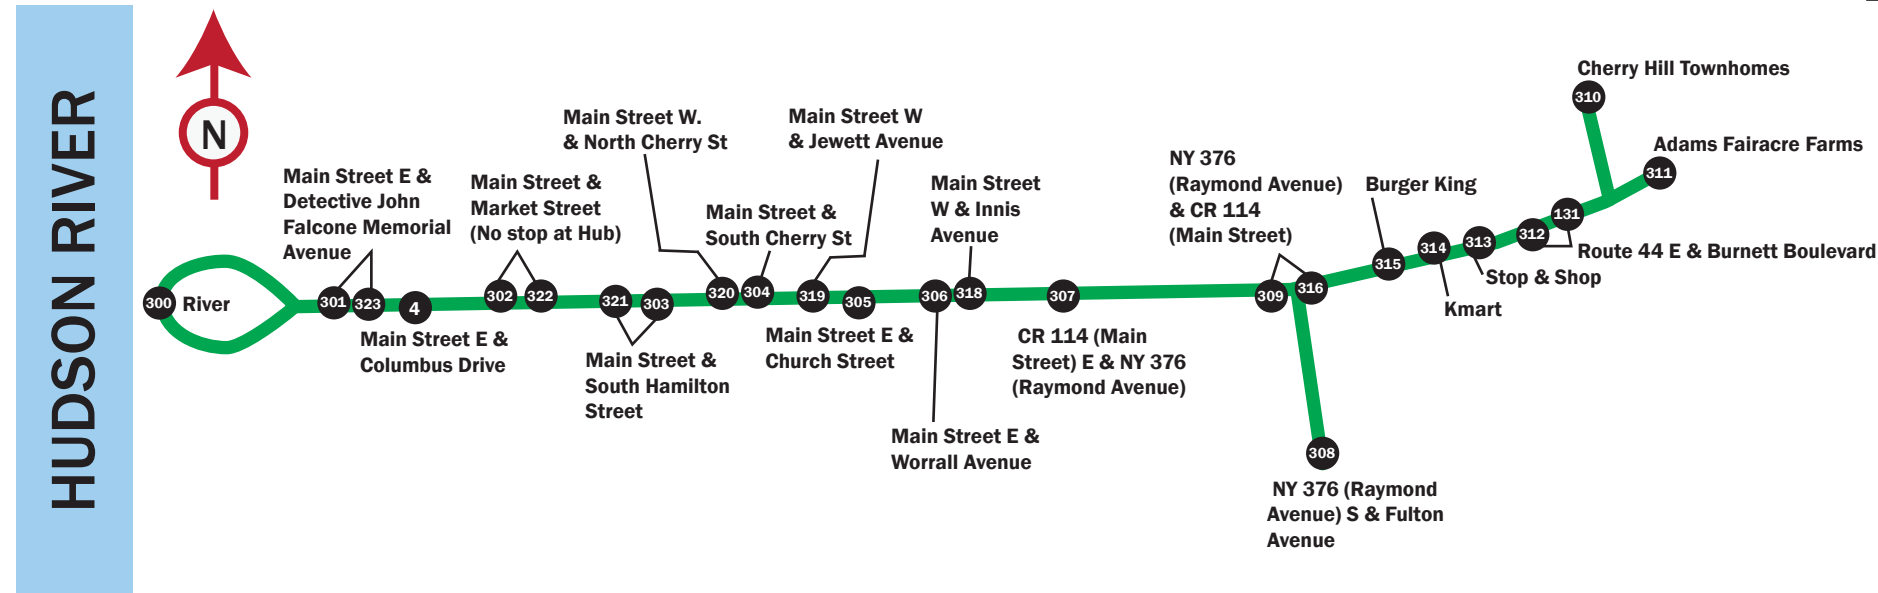 HUDSON RIVER
N
Main Street E &
Detective John
Falcone Memorial
Avenue
Main Street &
Market Street
(No stop at Hub)
Main Street W.
& North Cherry St
Main Street &
South Cherry St
Main Street W
& Jewett Avenue
Main Street
W & Innis
Avenue
NY 376
(Raymond Avenue)
& CR 114
(Main Street)
Burger King
Cherry Hill Townhomes
310
Adams Fairacre Farms
311
300
River
301
323
4
302
322
321
303
320
304
319
305
306
318
307
309
316
315
314
313
312
131
Route 44 E & Burnett Boulevard
Stop & Shop
Kmart
Main Street E &
Columbus Drive
Main Street &
South Hamilton
Street
Main Street E &
Church Street
Main Street E &
Worrall Avenue
CR 114 (Main
Street) E & NY 376
(Raymond Avenue)
308
NY 376 (Raymond
Avenue) S & Fulton
Avenue